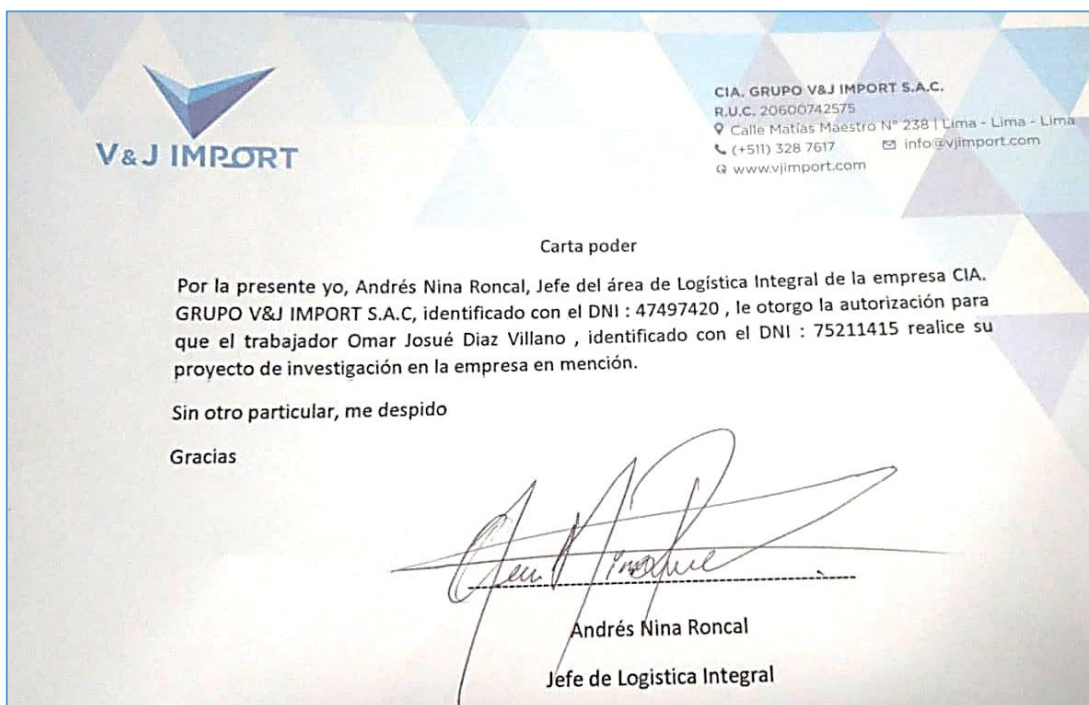 V & J IMPORT
CIA. GRUPO V&J IMPORT S.A.C.
R.U.C. 20600742575
Calle Matías Maestro N° 238 | Lima - Lima - Lima
(+511) 328 7617 info@vjimport.com
www.vjimport.com
Carta poder
Por la presente yo, Andrés Nina Roncal, Jefe del área de Logística Integral de la empresa CIA.
GRUPO V&J IMPORT S.A.C, identificado con el DNI : 47497420 , le otorgo la autorización para
que el trabajador Omar Josué Diaz Villano , identificado con el DNI : 75211415 realice su
proyecto de investigación en la empresa en mención.
Sin otro particular, me despido
Gracias
Andrés Nina Roncal
Jefe de Logistica Integral